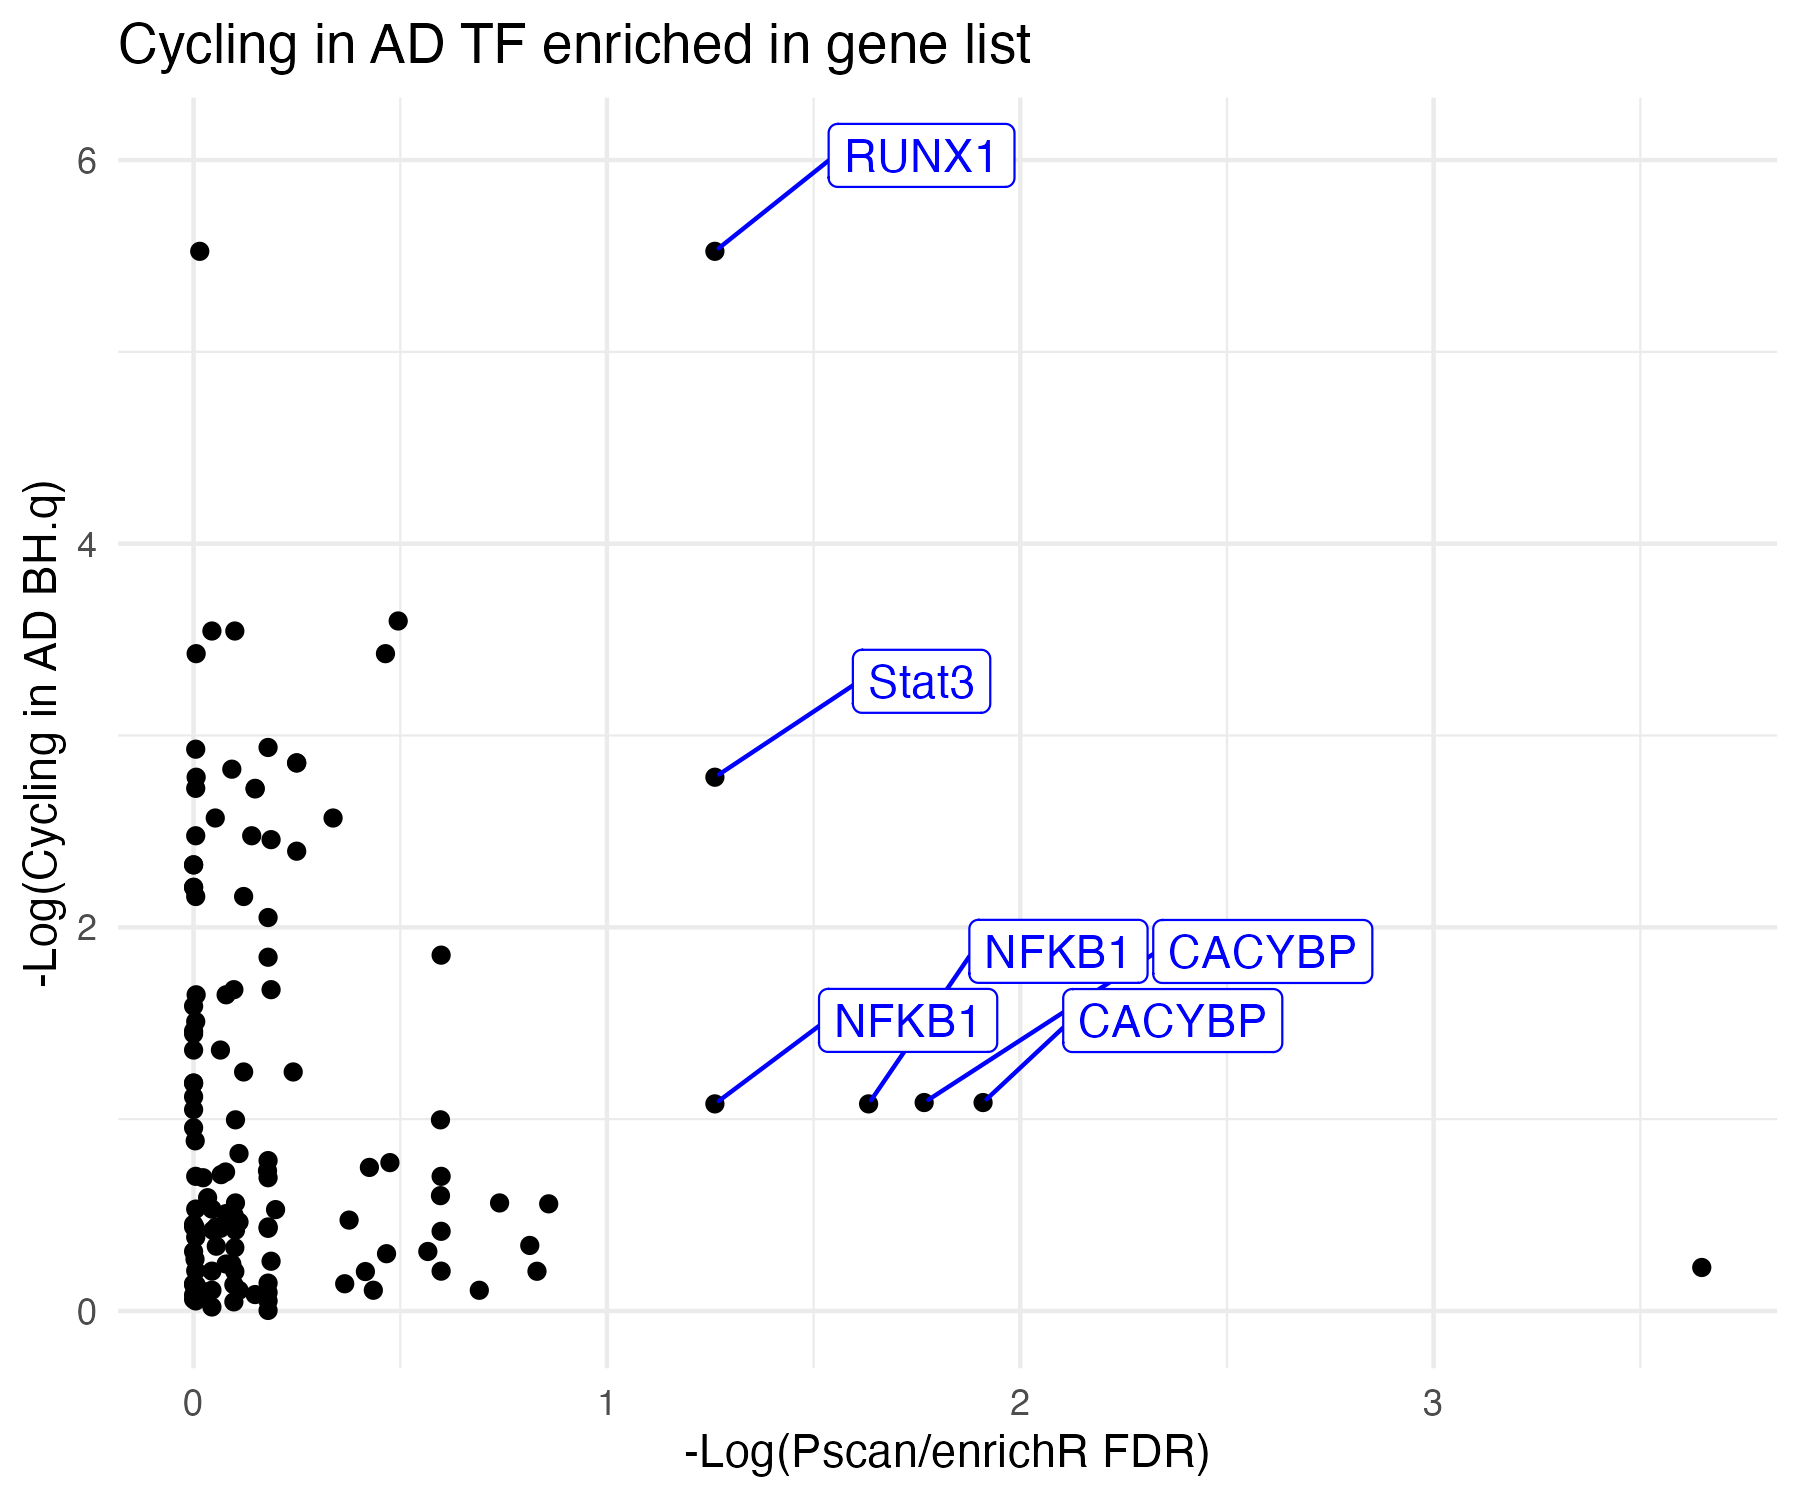 Cycling in AD TF enriched in gene list
-Log(Cycling in AD BH.q)
6
4
2
0
RUNX1
Stat3
NFKB1
CACYBP
NFKB1
CACYBP
0
1
2
3
-Log(Pscan/enrichR FDR)